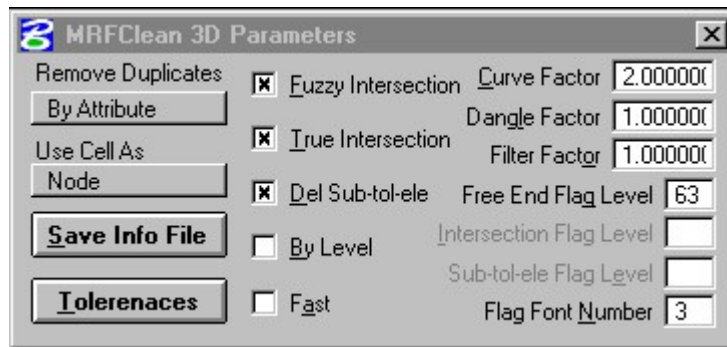 MRFClean 3D Parameters
Remove Duplicates
By Attribute
Use Cell As
Node
Save Info File
Tolerenaces
Fuzzy Intersection
True Intersection
Del Sub-tol-ele
By Level
Fast
Curve Factor 2.000000
Dangle Factor 1.000000
Filter Factor 1.000000
Free End Flag Level 63
Intersection Flag Level
Sub-tol-ele Flag Level
Flag Font Number 3